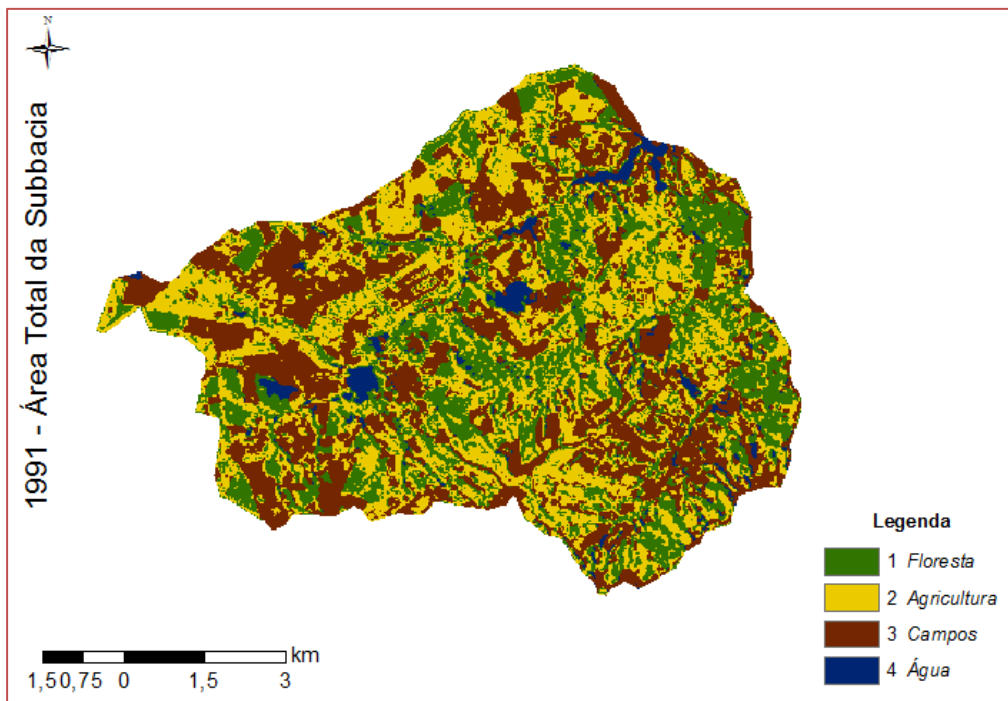 N
1991 - Área Total da Subbacia
Legenda
1 Floresta
2 Agricultura
3 Campos
4 Água
km
1,5 0,75 0 1,5 3